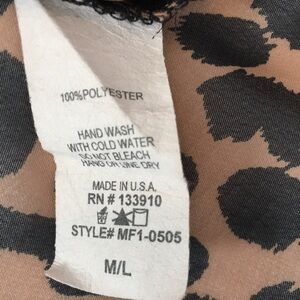 100% POLYESTER
HAND WASH
WITH COLD WATER
DO NOT BLEACH
HANG OR LINE DRY
MADE IN U.S.A.
RN # 133910
STYLE# MF1-0505
M/L